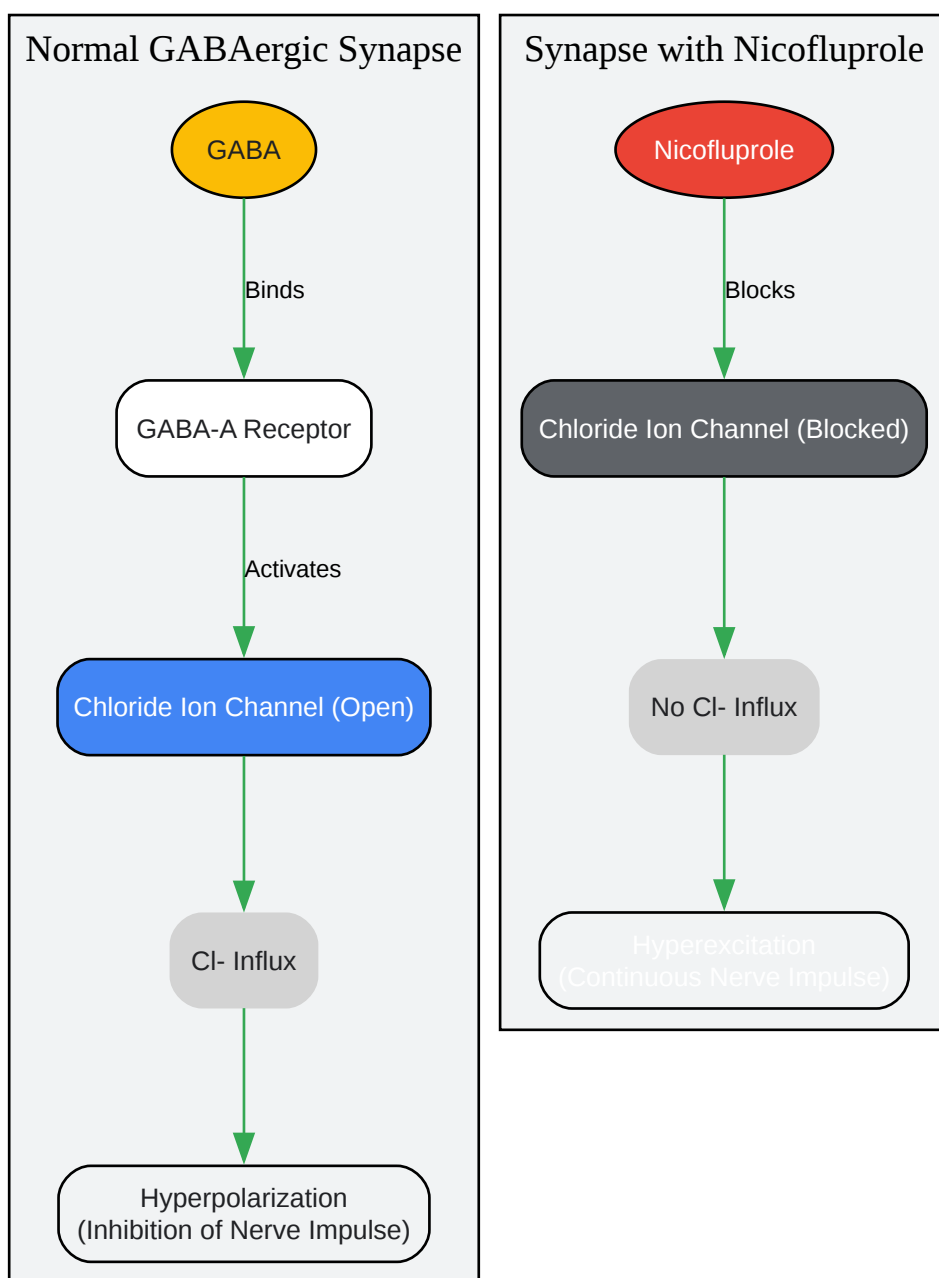 Normal GABAergic Synapse
GABA
Binds
GABA-A Receptor
Activates
Chloride Ion Channel (Open)
Cl- Influx
Hyperpolarization
(Inhibition of Nerve Impulse)
Synapse with Nicofluprole
Nicofluprole
Blocks
Chloride Ion Channel (Blocked)
No Cl- Influx
Hyperexcitation
(Continuous Nerve Impulse)